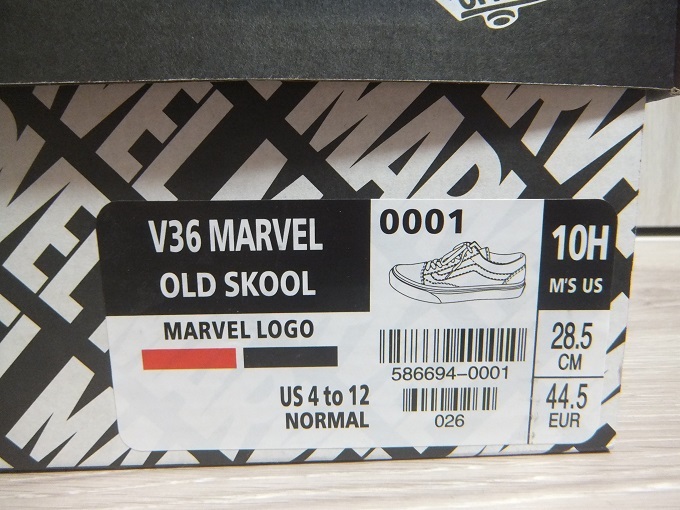 V36 MARVEL
OLD SKOOL
0001
10H
M'S US
MARVEL LOGO
586694-0001
28.5
CM
US 4 to 12
NORMAL
026
44.5
EUR
MARVEL